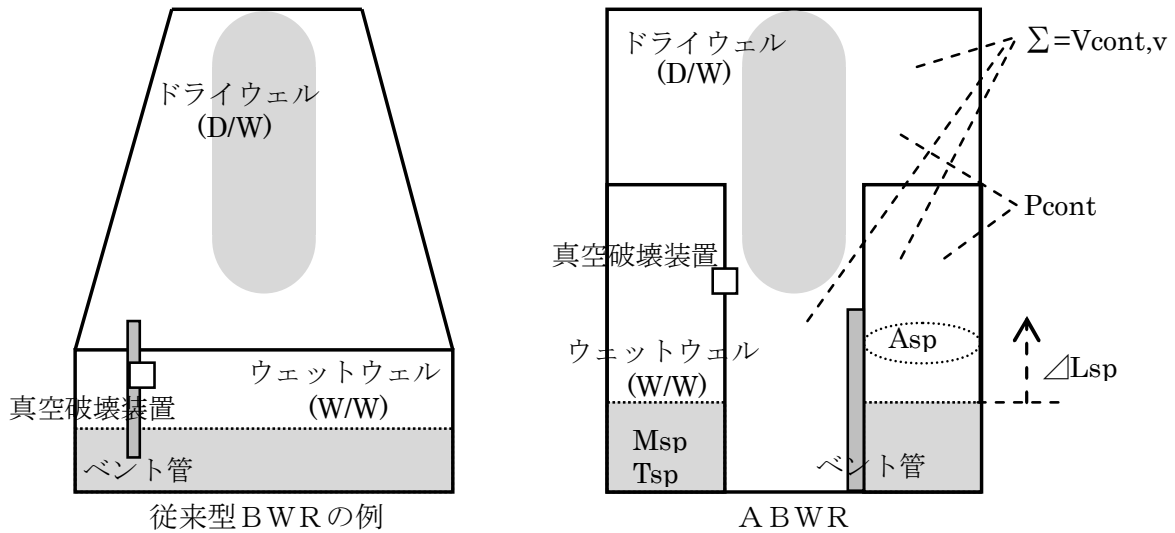 ドライウェル
(D/W)
ウェットウェル
(W/W)
真空破壊装置
ベント管
従来型BWRの例
ドライウェル
(D/W)
Σ=Vcont,v
Pcont
真空破壊装置
Asp
ウェットウェル
(W/W)
⊿Lsp
Msp
Tsp
ベント管
ABWR